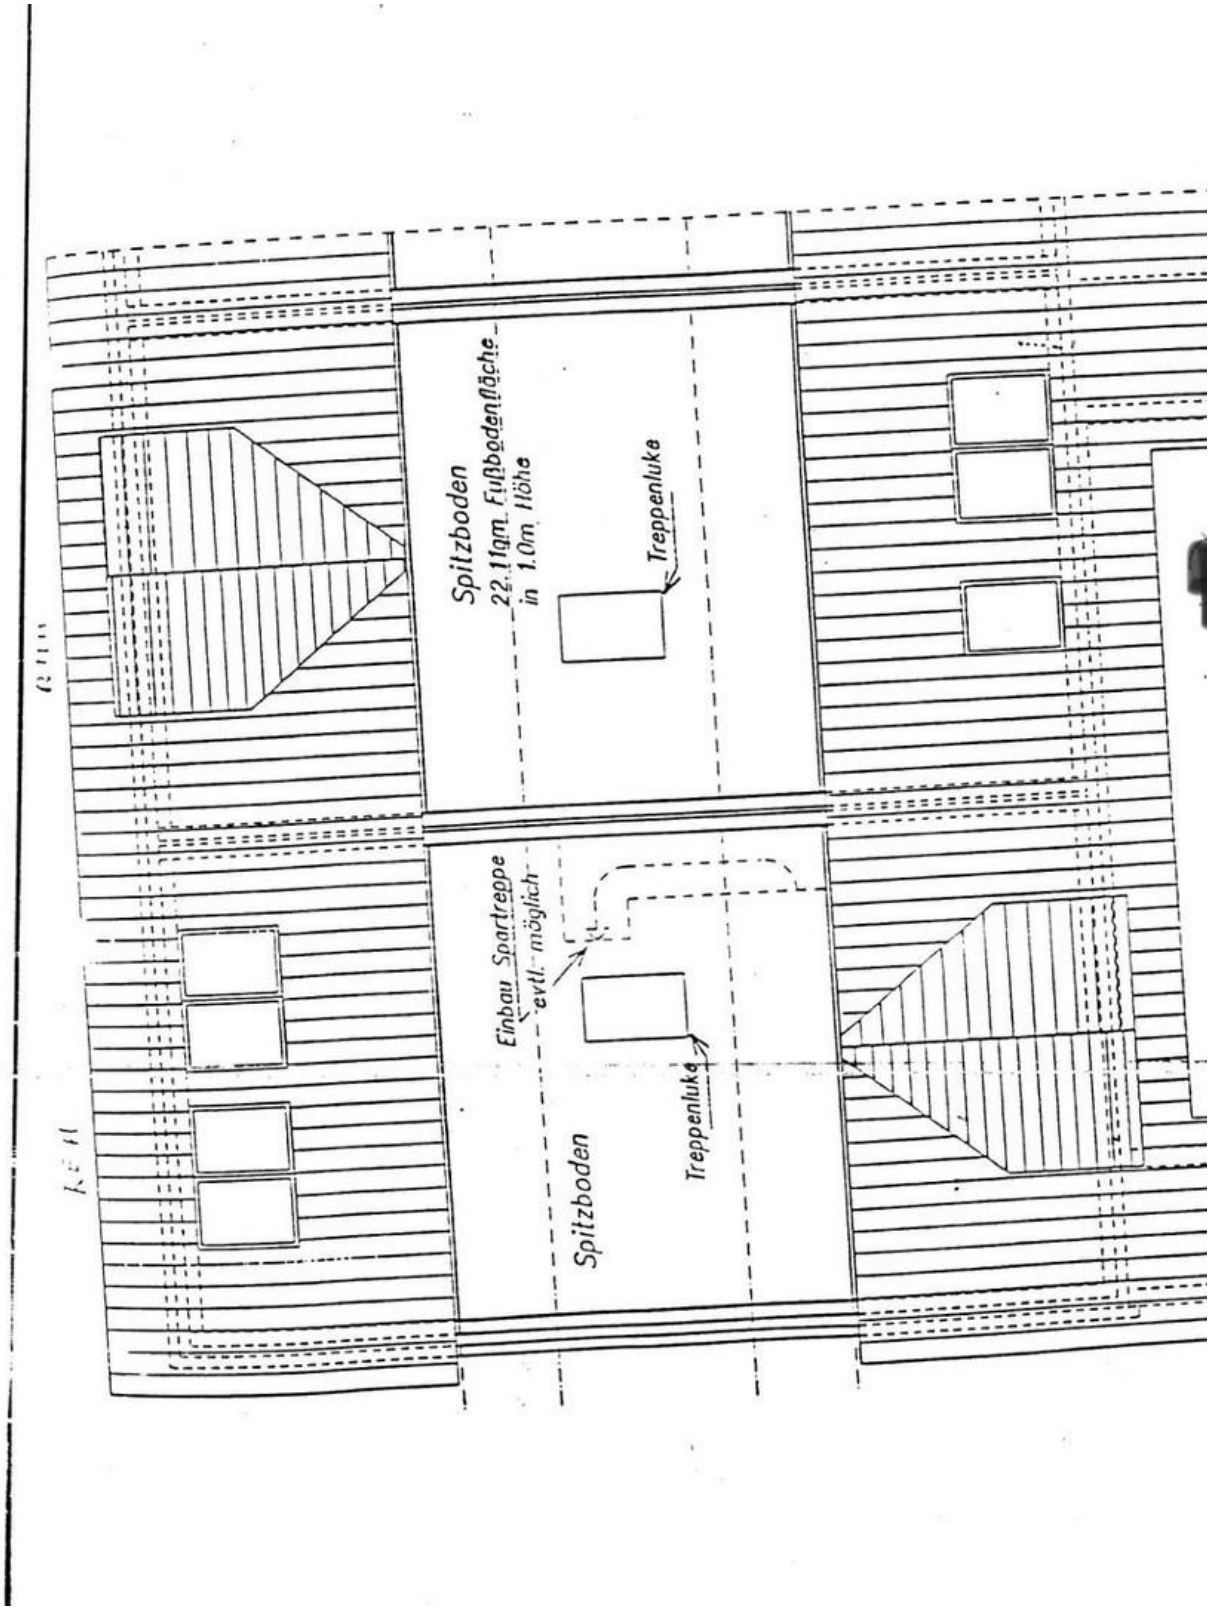 Spitzboden
22.11qm Fußbodenfläche
in 1.0m Höhe
Treppenluke
Einbau Spartreppe
evtl. möglich
Treppenluke
Spitzboden